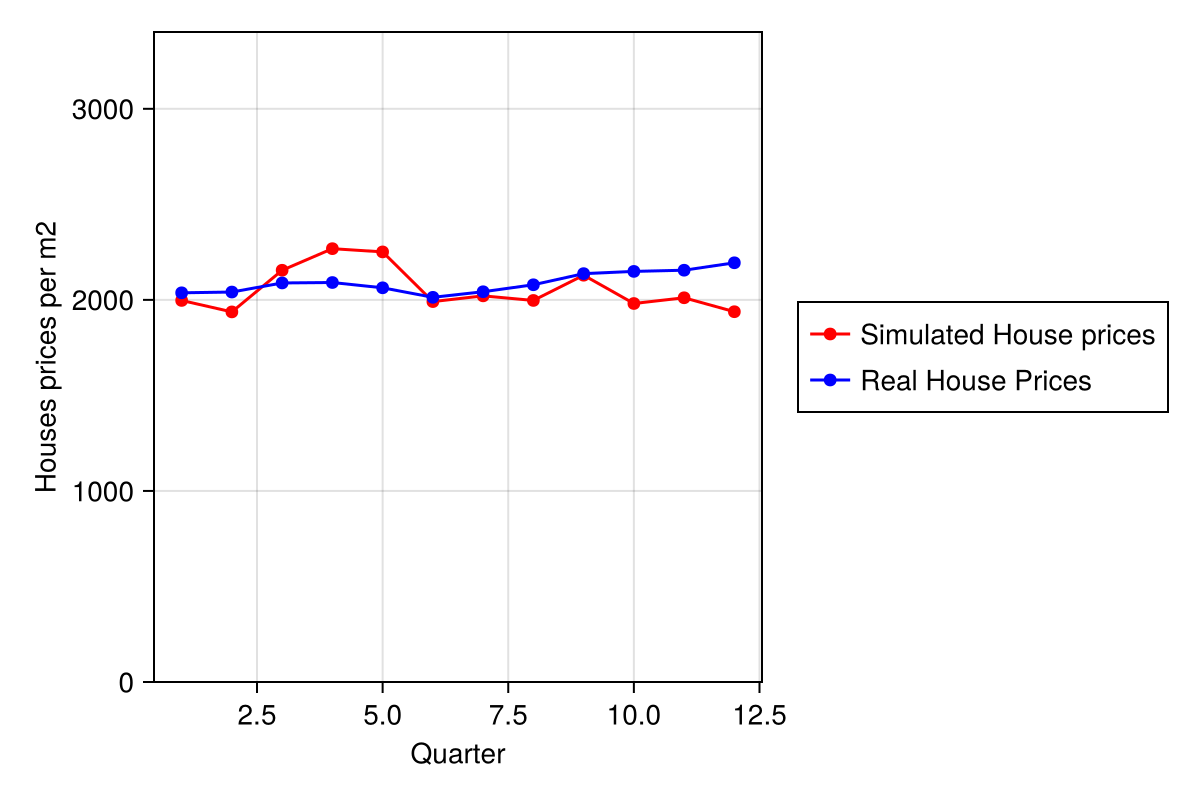 3000
2000
1000
0
Houses prices per m2
2.5 5.0 7.5 10.0 12.5
Quarter
Simulated House prices
Real House Prices